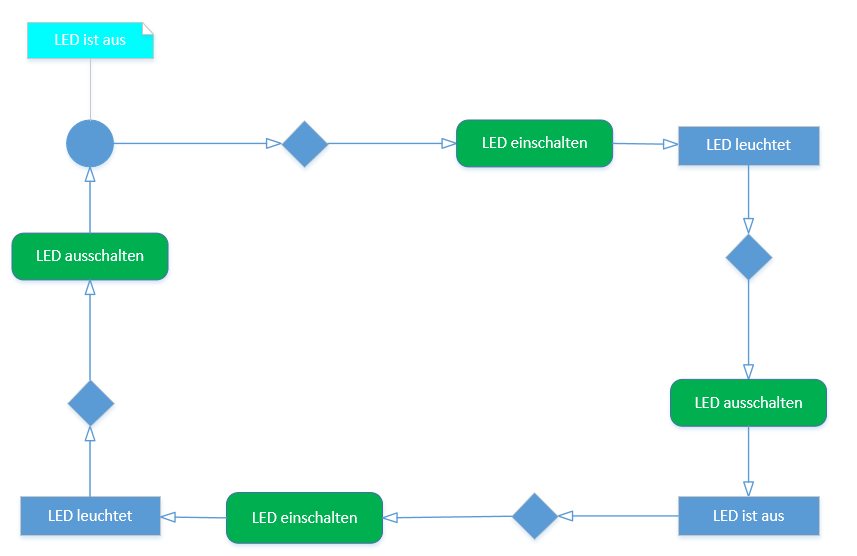 LED ist aus
LED einschalten
LED leuchtet
LED ausschalten
LED ausschalten
LED leuchtet
LED einschalten
LED ist aus